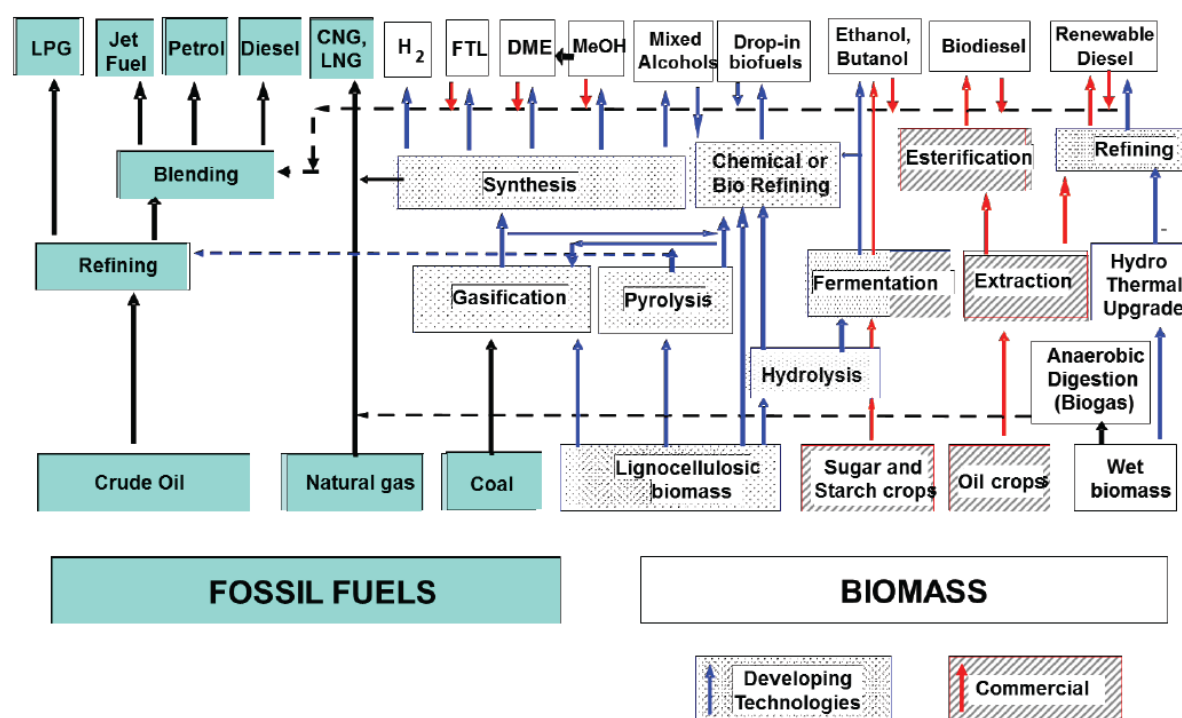 LPG
Jet
Fuel
Petrol
Diesel
CNG,
LNG
H2
FTL
DME
MeOH
Mixed
Alcohols
Drop-in
biofuels
Ethanol,
Butanol
Biodiesel
Renewable
Diesel
Blending
Synthesis
Chemical or
Bio Refining
Esterification
Refining
Refining
Gasification
Pyrolysis
Fermentation
Extraction
Hydro
Thermal
Upgrade
Hydrolysis
Anaerobic
Digestion
(Biogas)
Crude Oil
Natural gas
Coal
Lignocellulosic
biomass
Sugar and
Starch crops
Oil crops
Wet
biomass
FOSSIL FUELS
BIOMASS
Developing
Technologies
Commercial